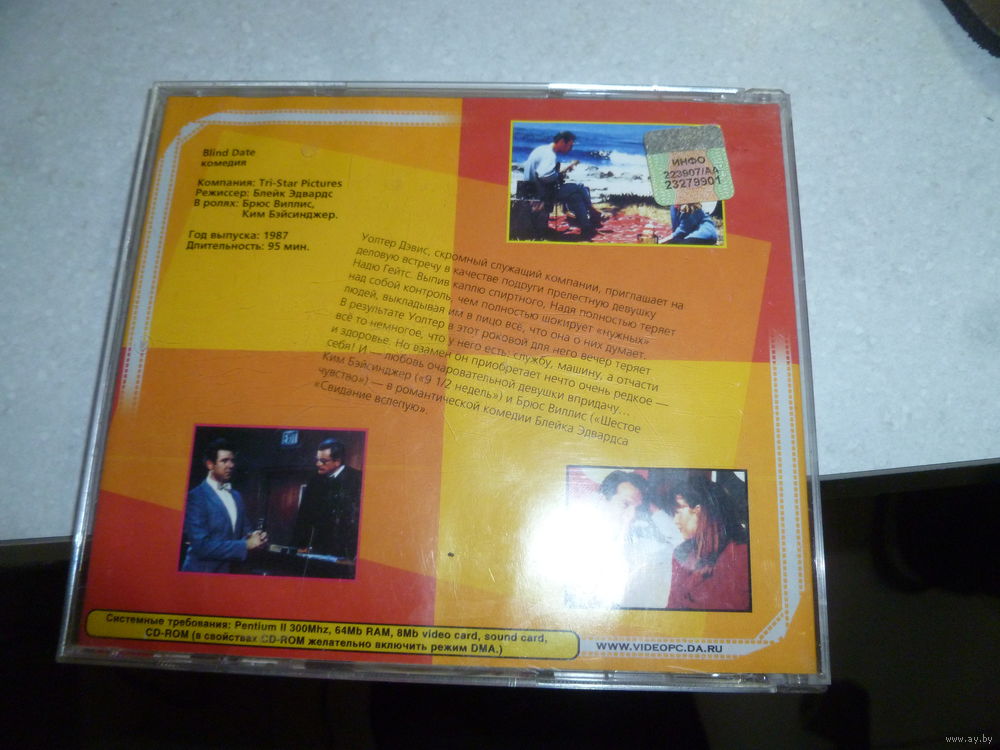 Blind Date
комедия
Компания: Tri-Star Pictures
Режиссер: Блейк Эдвардс
В ролях: Брюс Виллис,
Ким Бэйсинджер.
Год выпуска: 1987
Длительность: 95 мин.
ИНФО
223907/АА
23279901
Уолтер Дэвис, скромный служащий компании, приглашает на
деловую встречу в качестве подруги прелестную девушку
Надю Гейтс. Выпив каплю спиртного, Надя полностью теряет
над собой контроль, чем полностью шокирует «нужных»
людей, выкладывая им в лицо всё, что она о них думает.
В результате Уолтер в этот роковой для него вечер теряет
всё то немногое, что у него есть: службу, машину, а отчасти
и здоровье. Но взамен он приобретает нечто очень редкое —
себя! И — любовь очаровательной девушки впридачу...
Ким Бэйсинджер («9 1/2 недель») и Брюс Виллис («Шестое
чувство») — в романтической комедии Блейка Эдвардса
«Свидание вслепую».
Системные требования: Pentium II 300Mhz, 64Mb RAM, 8Mb video card, sound card,
CD-ROM (в свойствах CD-ROM желательно включить режим DMA.)
WWW.VIDEOPC.DA.RU
www.ay.by